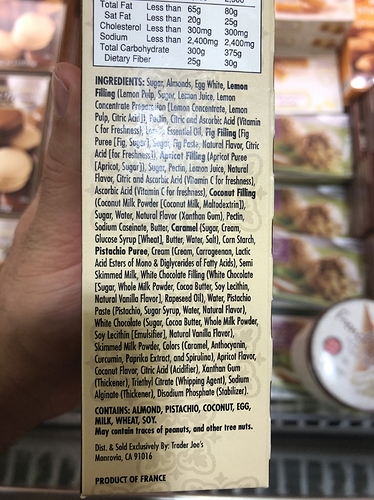 Total Fat Less than 65g 80g
Sat Fat Less than 20g 25g
Cholesterol Less than 300mg 300mg
Sodium Less than 2,400mg 2,400mg
Total Carbohydrate 300g 375g
Dietary Fiber 25g 30g
INGREDIENTS: Sugar, Almonds, Egg White, Lemon
Filling (Lemon Pulp, Sugar, Lemon Juice, Lemon
Concentrate Preparation [Lemon Concentrate, Lemon
Pulp, Citric Acid]), Pectin, Citric and Ascorbic Acid (Vitamin
C for Freshness), Lemon Essential Oil, Fig Filling (Fig
Puree [Fig, Sugar], Sugar, Fig Paste, Natural Flavor, Citric
Acid [for Freshness]), Apricot Filling (Apricot Puree
[Apricot, Sugar]), Sugar, Pectin, Lemon Juice, Natural
Flavor, Citric and Ascorbic Acid (Vitamin C for freshness),
Ascorbic Acid (Vitamin C for freshness), Coconut Filling
(Coconut Milk Powder [Coconut Milk, Maltodextrin]),
Sugar, Water, Natural Flavor (Xanthan Gum), Pectin,
Sodium Caseinate, Butter, Caramel (Sugar, Cream,
Glucose Syrup [Wheat], Butter, Water, Salt), Corn Starch,
Pistachio Puree, Cream (Cream, Carrageenan, Lactic
Acid Esters of Mono & Diglycerides of Fatty Acids), Semi
Skimmed Milk, White Chocolate Filling (White Chocolate
[Sugar, Whole Milk Powder, Cocoa Butter, Soy Lecithin,
Natural Vanilla Flavor], Rapeseed Oil), Water, Pistachio
Paste (Pistachio, Sugar Syrup, Water, Natural Flavor),
White Chocolate (Sugar, Cocoa Butter, Whole Milk Powder,
Soy Lecithin [Emulsifier], Natural Vanilla Flavor),
Skimmed Milk Powder, Colors (Caramel, Anthocyanin,
Curcumin, Paprika Extract, and Spirulina), Apricot Flavor,
Coconut Flavor, Citric Acid (Acidifier), Xanthan Gum
(Thickener), Triethyl Citrate (Whipping Agent), Sodium
Alginate (Thickener), Disodium Phosphate (Stabilizer).
CONTAINS: ALMOND, PISTACHIO, COCONUT, EGG,
MILK, WHEAT, SOY.
May contain traces of peanuts, and other tree nuts.
Dist. & Sold Exclusively By: Trader Joe's
Monrovia, CA 91016
PRODUCT OF FRANCE